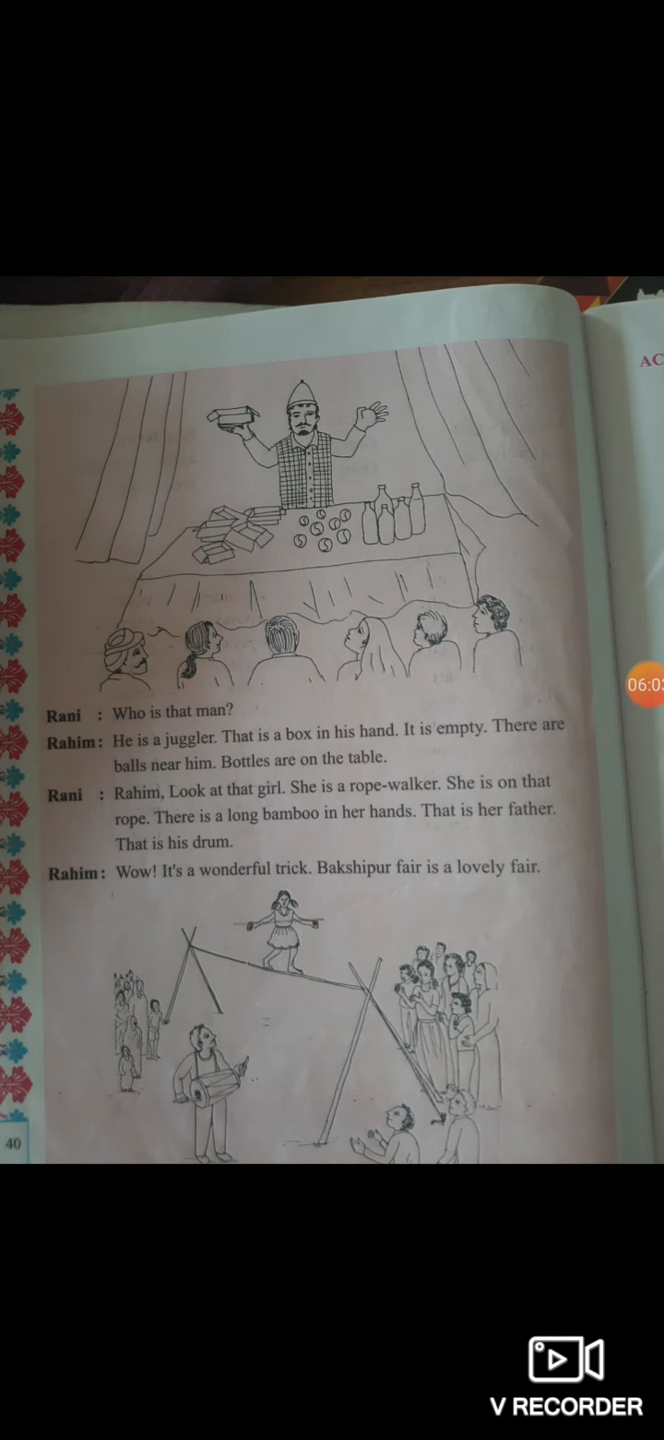 AC
Rani : Who is that man?
Rahim: He is a juggler. That is a box in his hand. It is empty. There are
balls near him. Bottles are on the table.
Rani : Rahim, Look at that girl. She is a rope-walker. She is on that
rope. There is a long bamboo in her hands. That is her father.
That is his drum.
Rahim: Wow! It's a wonderful trick. Bakshipur fair is a lovely fair.
40
06:03
V RECORDER